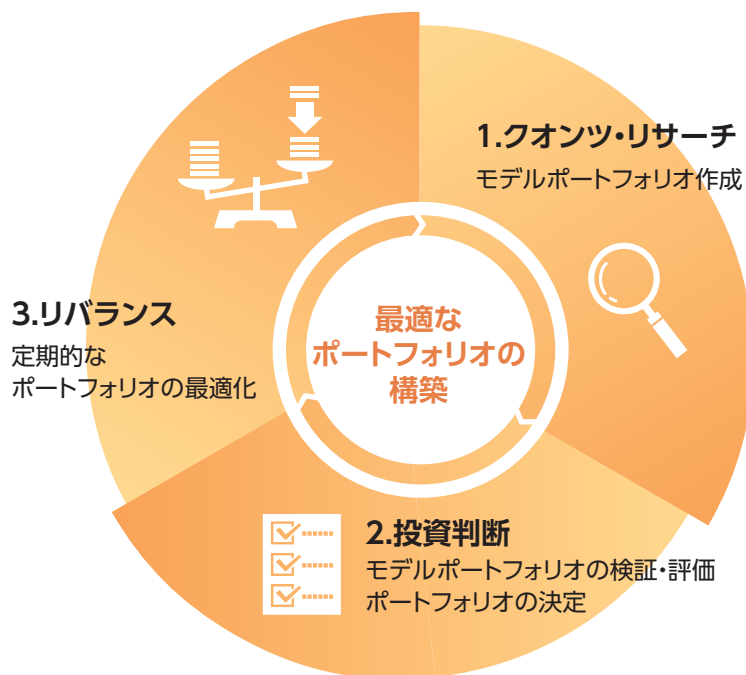 1.クオンツ・リサーチ
モデルポートフォリオ作成
最適な
ポートフォリオの
構築
2.投資判断
モデルポートフォリオの検証・評価
ポートフォリオの決定
3.リバランス
定期的な
ポートフォリオの最適化